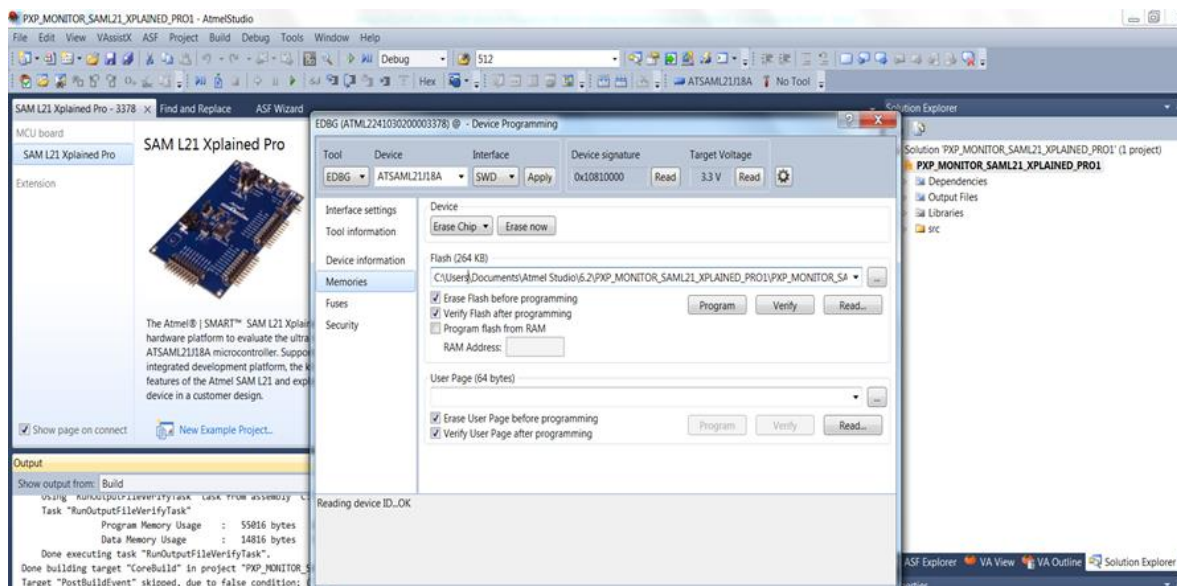 PXP_MONITOR_SAML21_XPLAINED_PRO1 - AtmelStudio
File Edit View VAssistX ASF Project Build Debug Tools Window Help
Debug 512
Hex ATSAML21J18A No Tool
SAM L21 Xplained Pro - 3378 Find and Replace ASF Wizard
MCU board
SAM L21 Xplained Pro
Extension
SAM L21 Xplained Pro
The Atmel® | SMART™ SAM L21 Xplain
hardware platform to evaluate the ultra
ATSAML21J18A microcontroller. Suppor
integrated development platform, the k
features of the Atmel SAM L21 and expl
device in a customer design.
Show page on connect
New Example Project...
Output
Show output from: Build
Using "RunOutputFileVerifyTask" task from assembly "C:
Task "RunOutputFileVerifyTask"
Program Memory Usage : 55016 bytes
Data Memory Usage : 14816 bytes
Done executing task "RunOutputFileVerifyTask".
Done building target "CoreBuild" in project "PXP_MONITOR_S
Target "PostBuildEvent" skipped, due to false condition; (
EDBG (ATML2241030200003378) @ - Device Programming
Tool Device Interface Device signature Target Voltage
EDBG ATSAML21J18A SWD Apply 0x10810000 Read 3.3 V Read
Interface settings
Tool information
Device information
Memories
Fuses
Security
Device
Erase Chip Erase now
Flash (264 KB)
C:\Users\Documents\Atmel Studio\6.2\PXP_MONITOR_SAML21_XPLAINED_PRO1\PXP_MONITOR_SA ...
Erase Flash before programming
Verify Flash after programming
Program flash from RAM
RAM Address:
Program Verify Read...
User Page (64 bytes)
...
Erase User Page before programming
Verify User Page after programming
Program Verify Read...
Reading device ID...OK
Solution Explorer
Solution 'PXP_MONITOR_SAML21_XPLAINED_PRO1' (1 project)
PXP_MONITOR_SAML21_XPLAINED_PRO1
Dependencies
Output Files
Libraries
src
ASF Explorer VA View VA Outline Solution Explorer